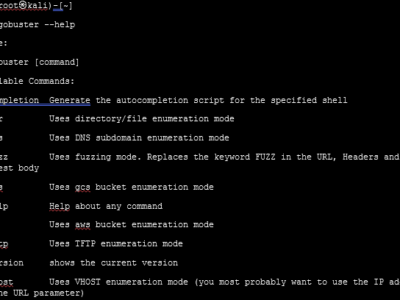 root㉿kali)-[~]
gobuster --help
e:
buster [command]
lable Commands:
mpletion Generate the autocompletion script for the specified shell
r Uses directory/file enumeration mode
s Uses DNS subdomain enumeration mode
zz Uses fuzzing mode. Replaces the keyword FUZZ in the URL, Headers and
est body
s Uses gcs bucket enumeration mode
lp Help about any command
Uses aws bucket enumeration mode
tp Uses TFTP enumeration mode
rsion shows the current version
ost Uses VHOST enumeration mode (you most probably want to use the IP ad
he URL parameter)